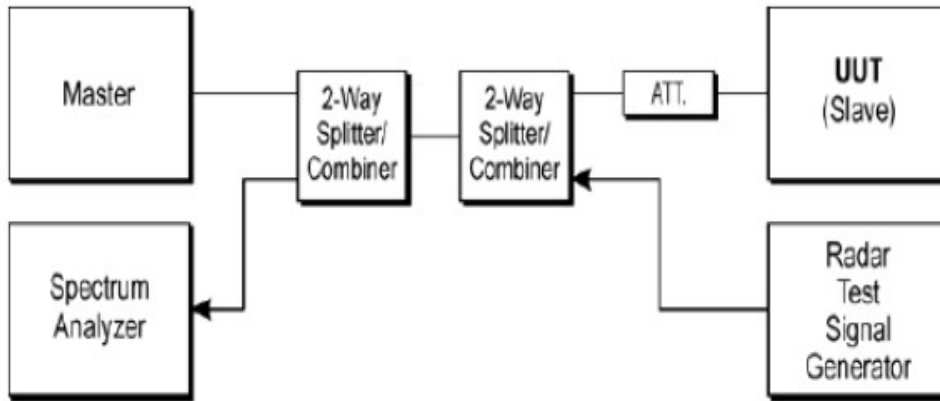 Master
2-Way
Splitter/
Combiner
2-Way
Splitter/
Combiner
ATT.
UUT
(Slave)
Spectrum
Analyzer
Radar
Test
Signal
Generator